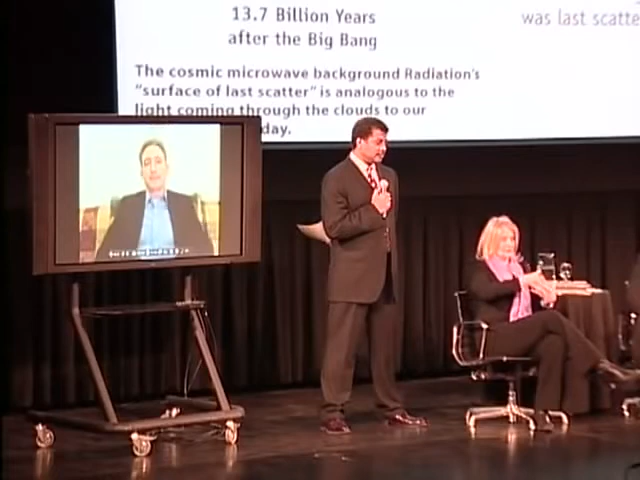 13.7 Billion Years
after the Big Bang
was last scatte
The cosmic microwave background Radiation's
"surface of last scatter" is analogous to the
light coming through the clouds to our
day.